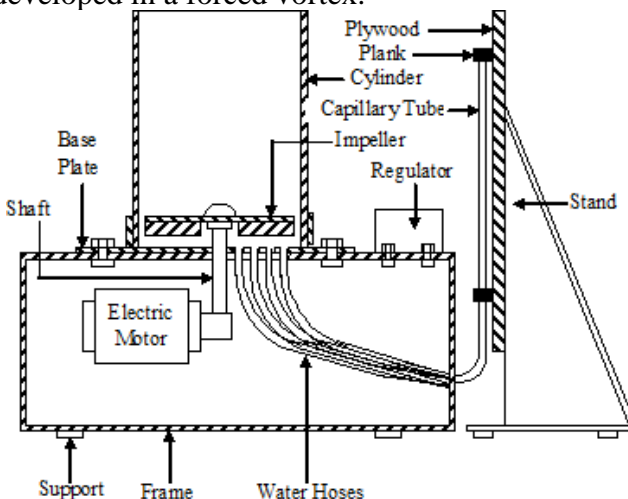 developed in a forced vortex.
Plywood
Plank
Cylinder
Capillary Tube
Impeller
Base
Plate
Regulator
Shaft
Stand
Electric
Motor
Support
Frame
Water Hoses